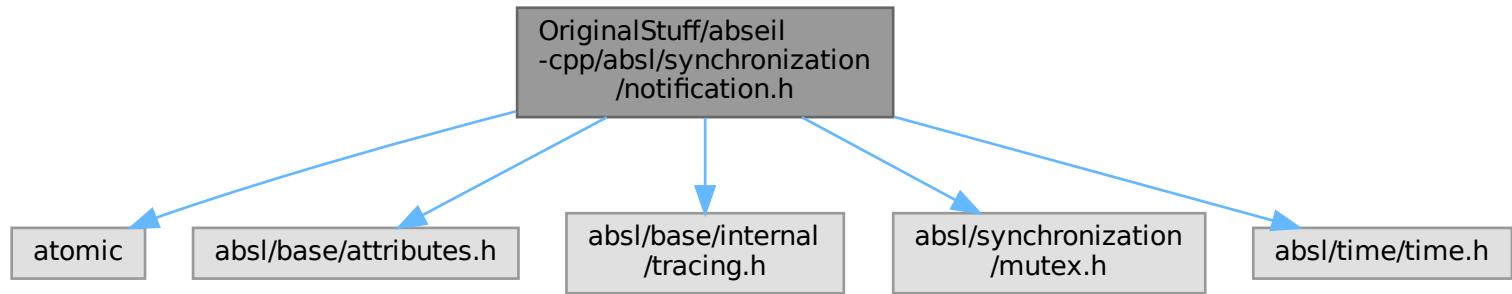 OriginalStuff/abseil
-cpp/absl/synchronization
/notification.h
atomic
absl/base/attributes.h
absl/base/internal
/tracing.h
absl/synchronization
/mutex.h
absl/time/time.h